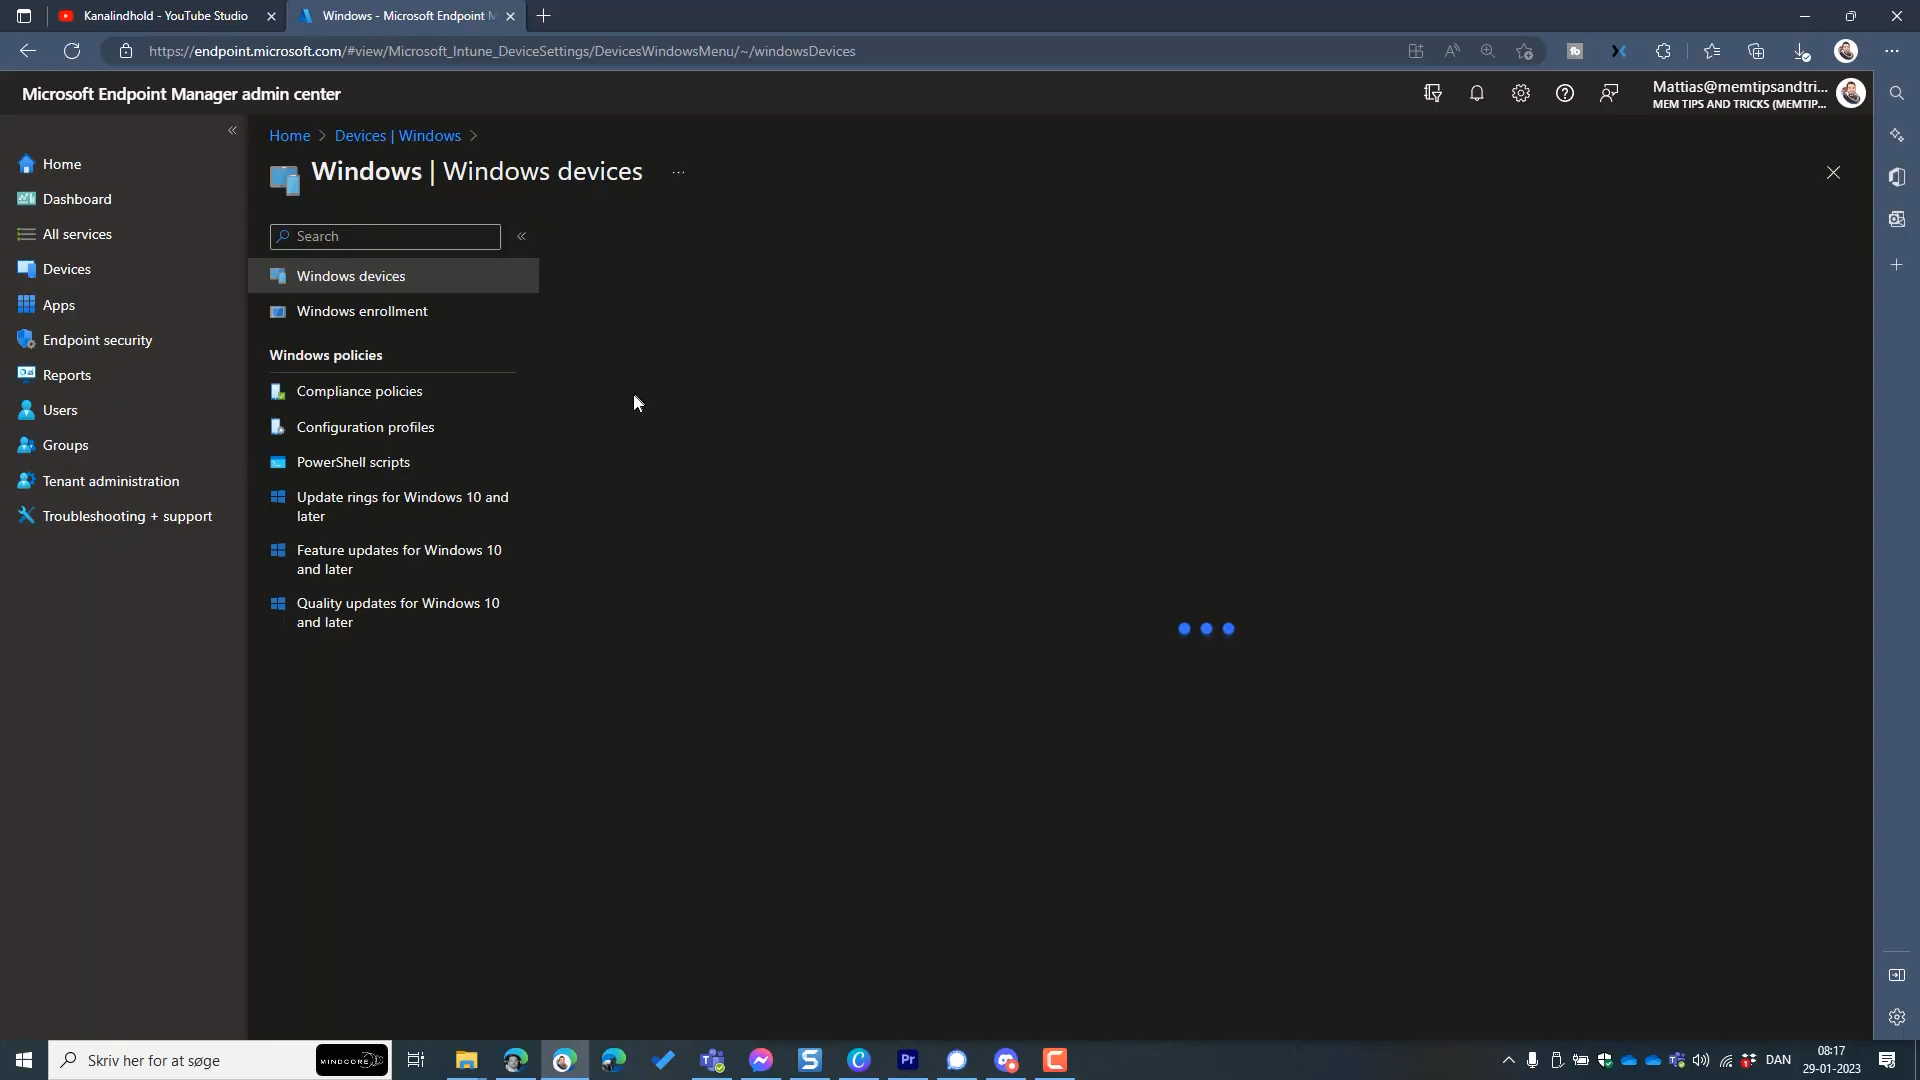 Kanalindhold - YouTube Studio
Windows - Microsoft Endpoint M
https://endpoint.microsoft.com/#view/Microsoft_Intune_DeviceSettings/DevicesWindowsMenu/~/windowsDevices
Microsoft Endpoint Manager admin center
Mattias@memtipsandtri...
MEM TIPS AND TRICKS (MEMTIP...
Home
Dashboard
All services
Devices
Apps
Endpoint security
Reports
Users
Groups
Tenant administration
Troubleshooting + support
Home > Devices | Windows >
Windows | Windows devices
...
Search
Windows devices
Windows enrollment
Windows policies
Compliance policies
Configuration profiles
PowerShell scripts
Update rings for Windows 10 and
later
Feature updates for Windows 10
and later
Quality updates for Windows 10
and later
Skriv her for at søge
MINDCORE
Pr
DAN
08:17
29-01-2023